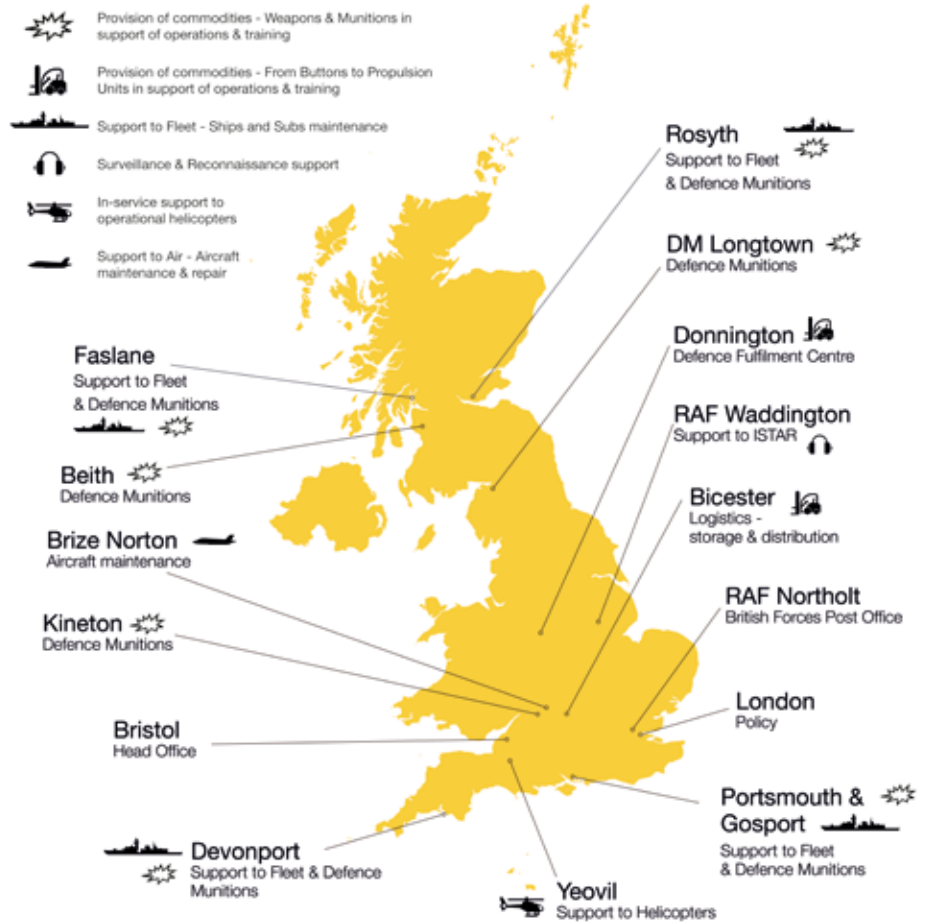 Provision of commodities - Weapons & Munitions in
support of operations & training
Provision of commodities - From Buttons to Propulsion
Units in support of operations & training
Support to Fleet - Ships and Subs maintenance
Surveillance & Reconnaissance support
In-service support to
operational helicopters
Support to Air - Aircraft
maintenance & repair
Rosyth
Support to Fleet
& Defence Munitions
DM Longtown
Defence Munitions
Donnington
Defence Fulfilment Centre
RAF Waddington
Support to ISTAR
Bicester
Logistics -
storage & distribution
RAF Northolt
British Forces Post Office
London
Policy
Portsmouth &
Gosport
Support to Fleet
& Defence Munitions
Faslane
Support to Fleet
& Defence Munitions
Beith
Defence Munitions
Brize Norton
Aircraft maintenance
Kineton
Defence Munitions
Bristol
Head Office
Devonport
Support to Fleet & Defence
Munitions
Yeovil
Support to Helicopters